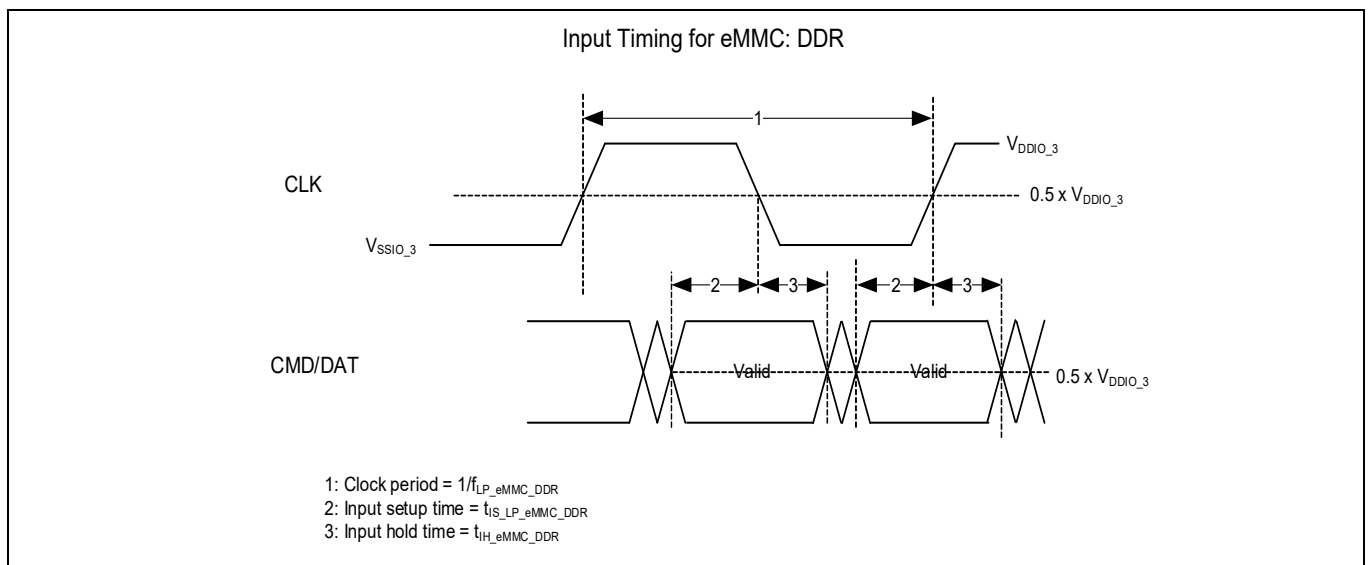 Input Timing for eMMC: DDR
1
V_DDIO_3
CLK
0.5 x V_DDIO_3
V_SSIO_3
2 3 2 3
CMD/DAT
Valid Valid
0.5 x V_DDIO_3
1: Clock period = 1/f_LP_eMMC_DDR
2: Input setup time = t_IS_LP_eMMC_DDR
3: Input hold time = t_IH_eMMC_DDR